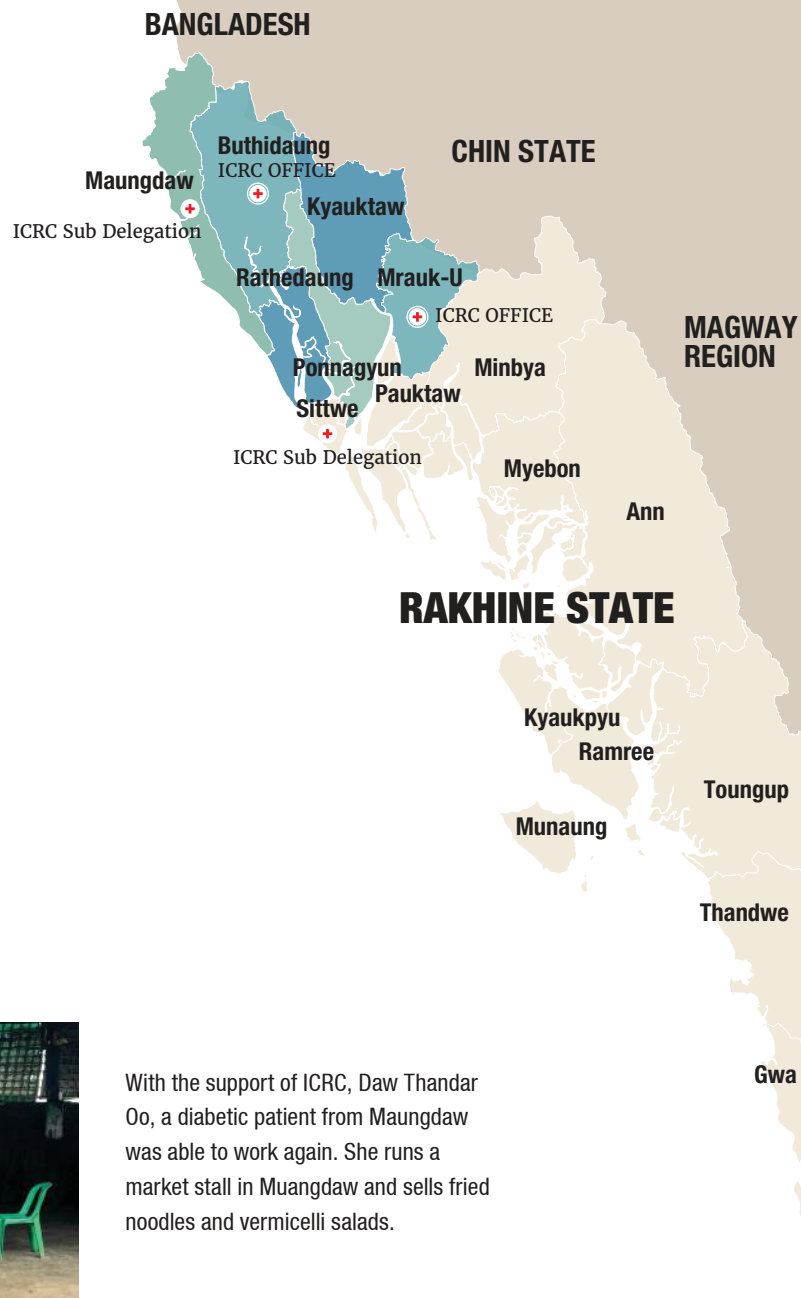 BANGLADESH
CHIN STATE
Buthidaung
ICRC OFFICE
Maungdaw
Kyauktaw
ICRC Sub Delegation
Rathedaung
Mrauk-U
ICRC OFFICE
MAGWAY
REGION
Minbya
Ponnagyun
Pauktaw
Sittwe
ICRC Sub Delegation
Myebon
Ann
RAKHINE STATE
Kyaukpyu
Ramree
Toungup
Munaung
Thandwe
Gwa
With the support of ICRC, Daw Thandar
Oo, a diabetic patient from Maungdaw
was able to work again. She runs a
market stall in Muangdaw and sells fried
noodles and vermicelli salads.